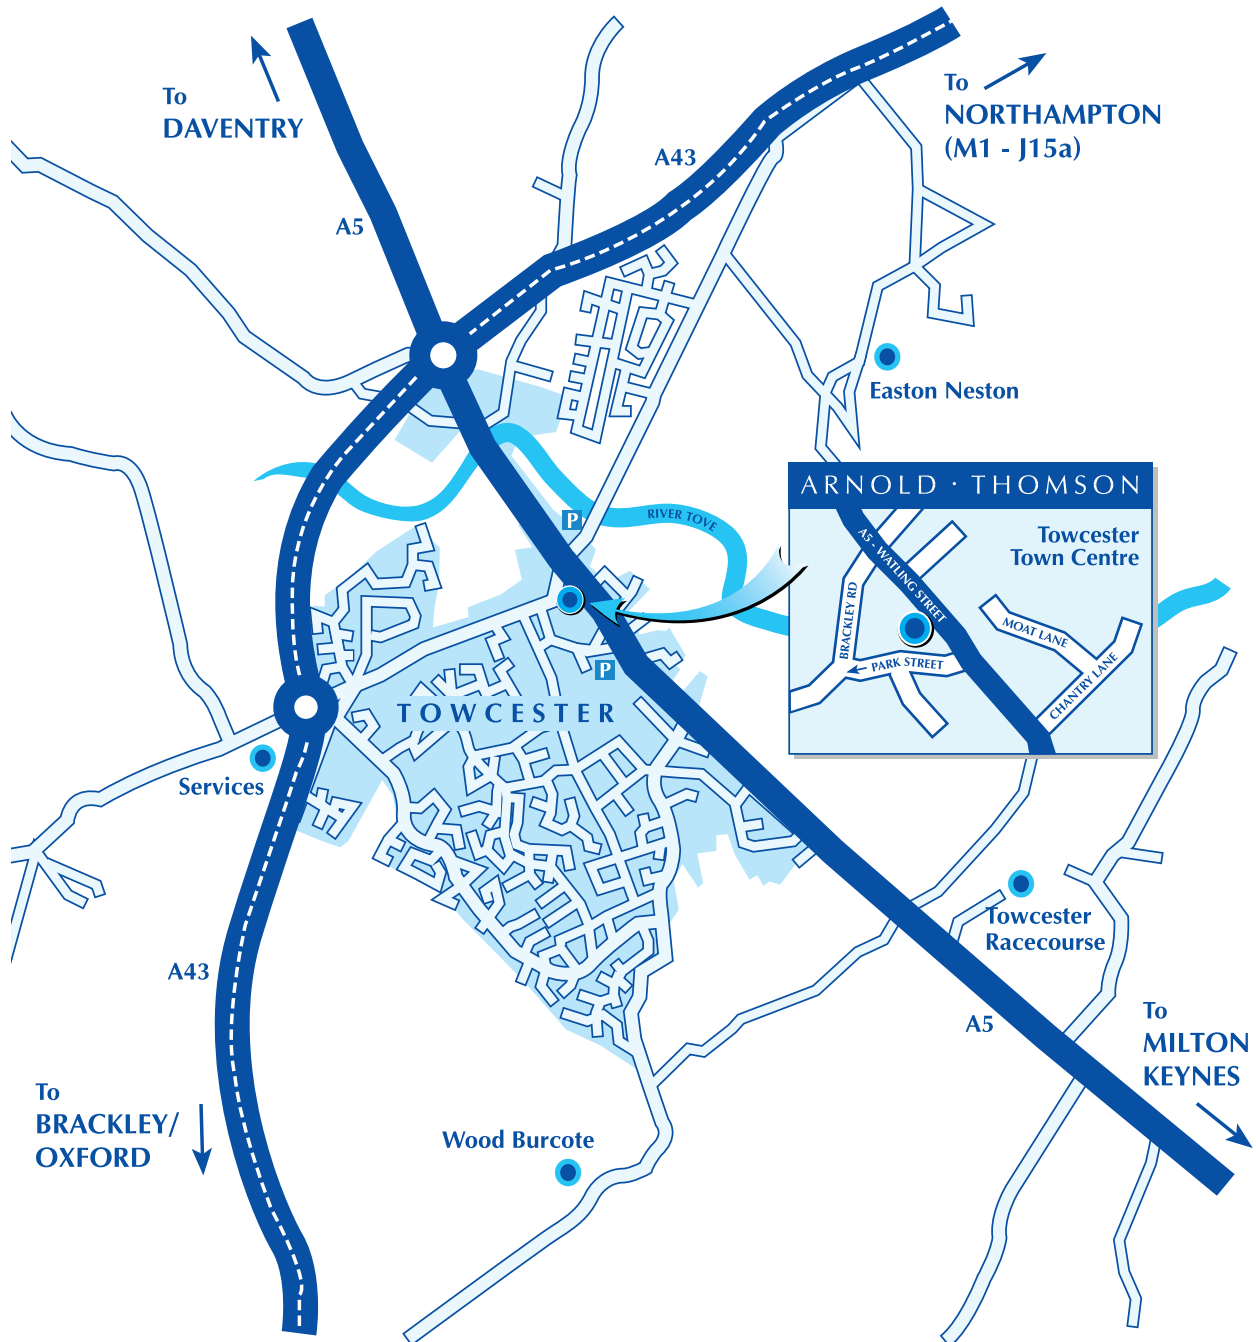 To
DAVENTRY
To
NORTHAMPTON
(M1 - J15a)
A43
A5
Easton Neston
P
RIVER TOVE
ARNOLD · THOMSON
Towcester
Town Centre
A5 - WATLING STREET
BRACKLEY RD
MOAT LANE
PARK STREET
CHANTRY LANE
P
TOWCESTER
Services
Towcester
Racecourse
A43
A5
To
MILTON
KEYNES
To
BRACKLEY/
OXFORD
Wood Burcote